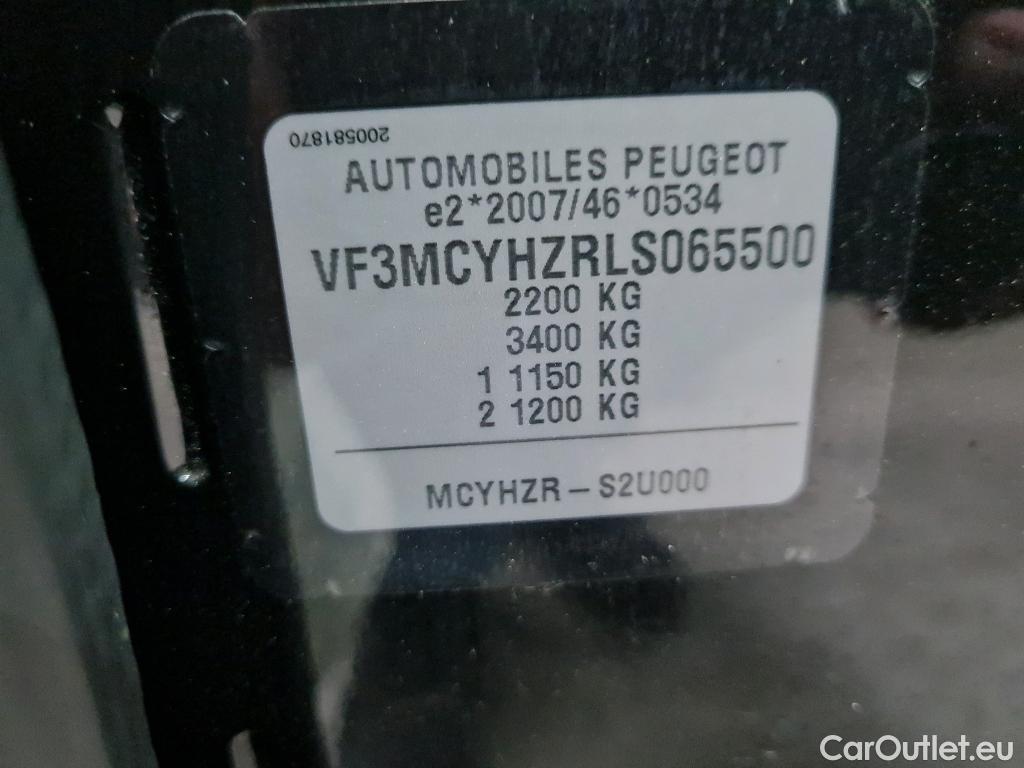 200581870
AUTOMOBILES PEUGEOT
e2*2007/46*0534
VF3MCYHZRLS065500
2200 KG
3400 KG
1 1150 KG
2 1200 KG
MCYHZR – S2U000
CarOutlet.eu